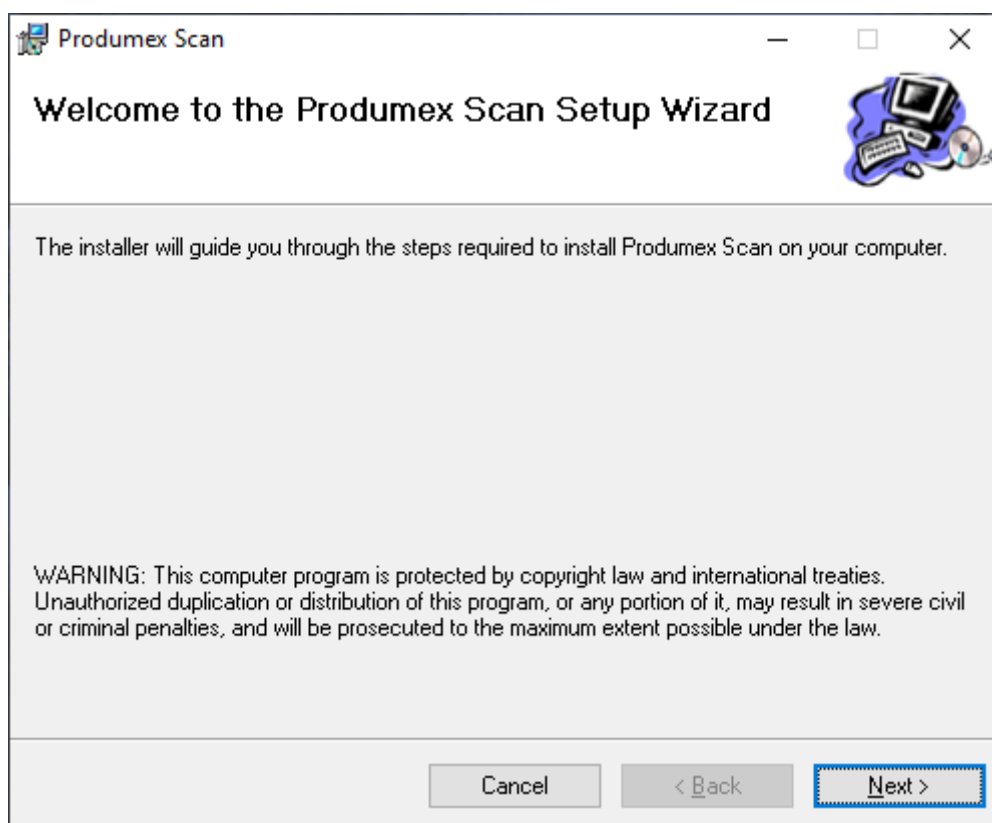 Produmex Scan
Welcome to the Produmex Scan Setup Wizard
The installer will guide you through the steps required to install Produmex Scan on your computer.
WARNING: This computer program is protected by copyright law and international treaties.
Unauthorized duplication or distribution of this program, or any portion of it, may result in severe civil
or criminal penalties, and will be prosecuted to the maximum extent possible under the law.
Cancel
< Back
Next >